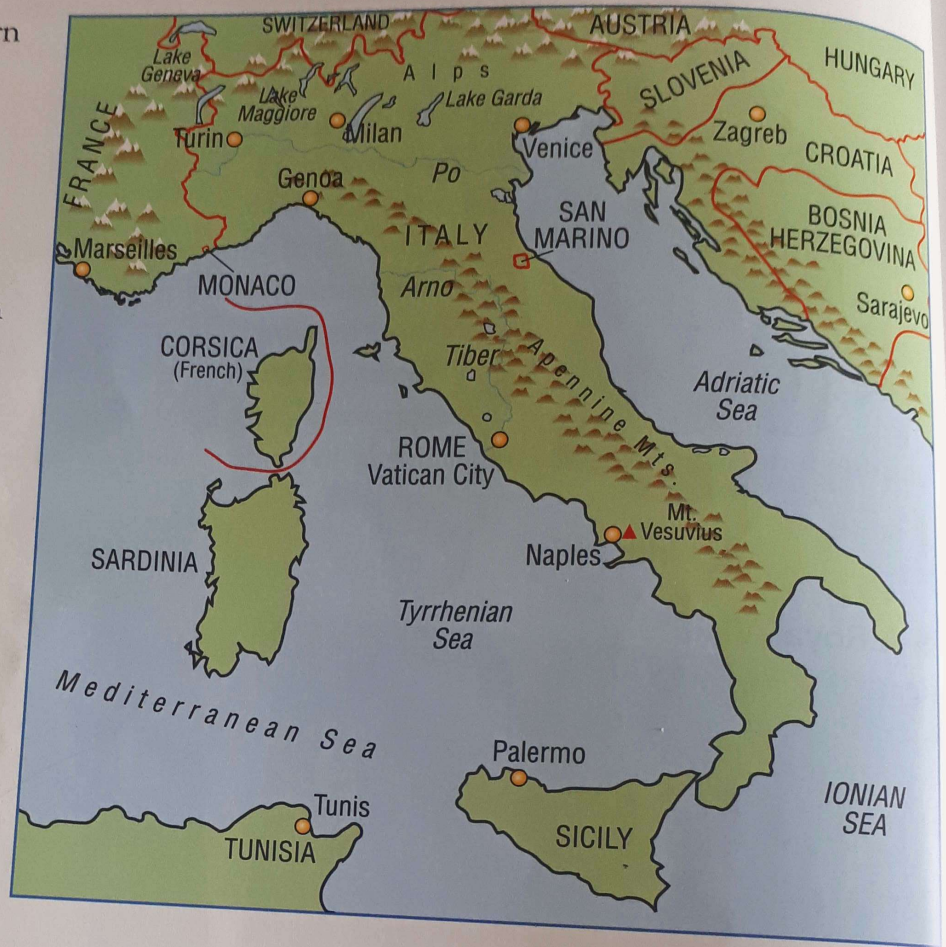 rn
SWITZERLAND
AUSTRIA
HUNGARY
Lake
Geneva
Alps
SLOVENIA
Lake
Maggiore
Lake Garda
FRANCE
Turin
Milan
Venice
Zagreb
CROATIA
Genoa
Po
SAN
MARINO
BOSNIA
HERZEGOVINA
ITALY
Marseilles
MONACO
Arno
Sarajevo
CORSICA
(French)
Tiber
Apennine Mts.
Adriatic
Sea
ROME
Vatican City
Mt.
Vesuvius
Naples
SARDINIA
Tyrrhenian
Sea
Mediterranean Sea
Palermo
IONIAN
SEA
Tunis
TUNISIA
SICILY